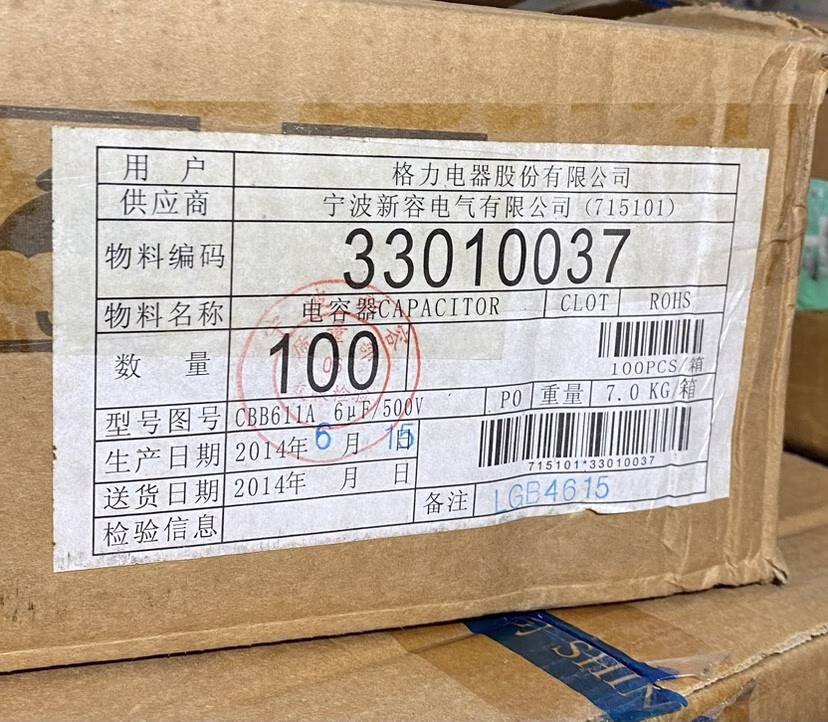 用 户 格力电器股份有限公司
供应商 宁波新容电气有限公司 (715101)
物料编码 33010037
物料名称 电容器CAPACITOR CLOT ROHS
数 量 100
100PCS/箱
型号图号 CBB611A 6μF/500V PO 重量 7.0 KG/箱
生产日期 2014年 6 月 15 日
715101*33010037
送货日期 2014年 月 日
备注 LGB4615
检验信息
SHIN